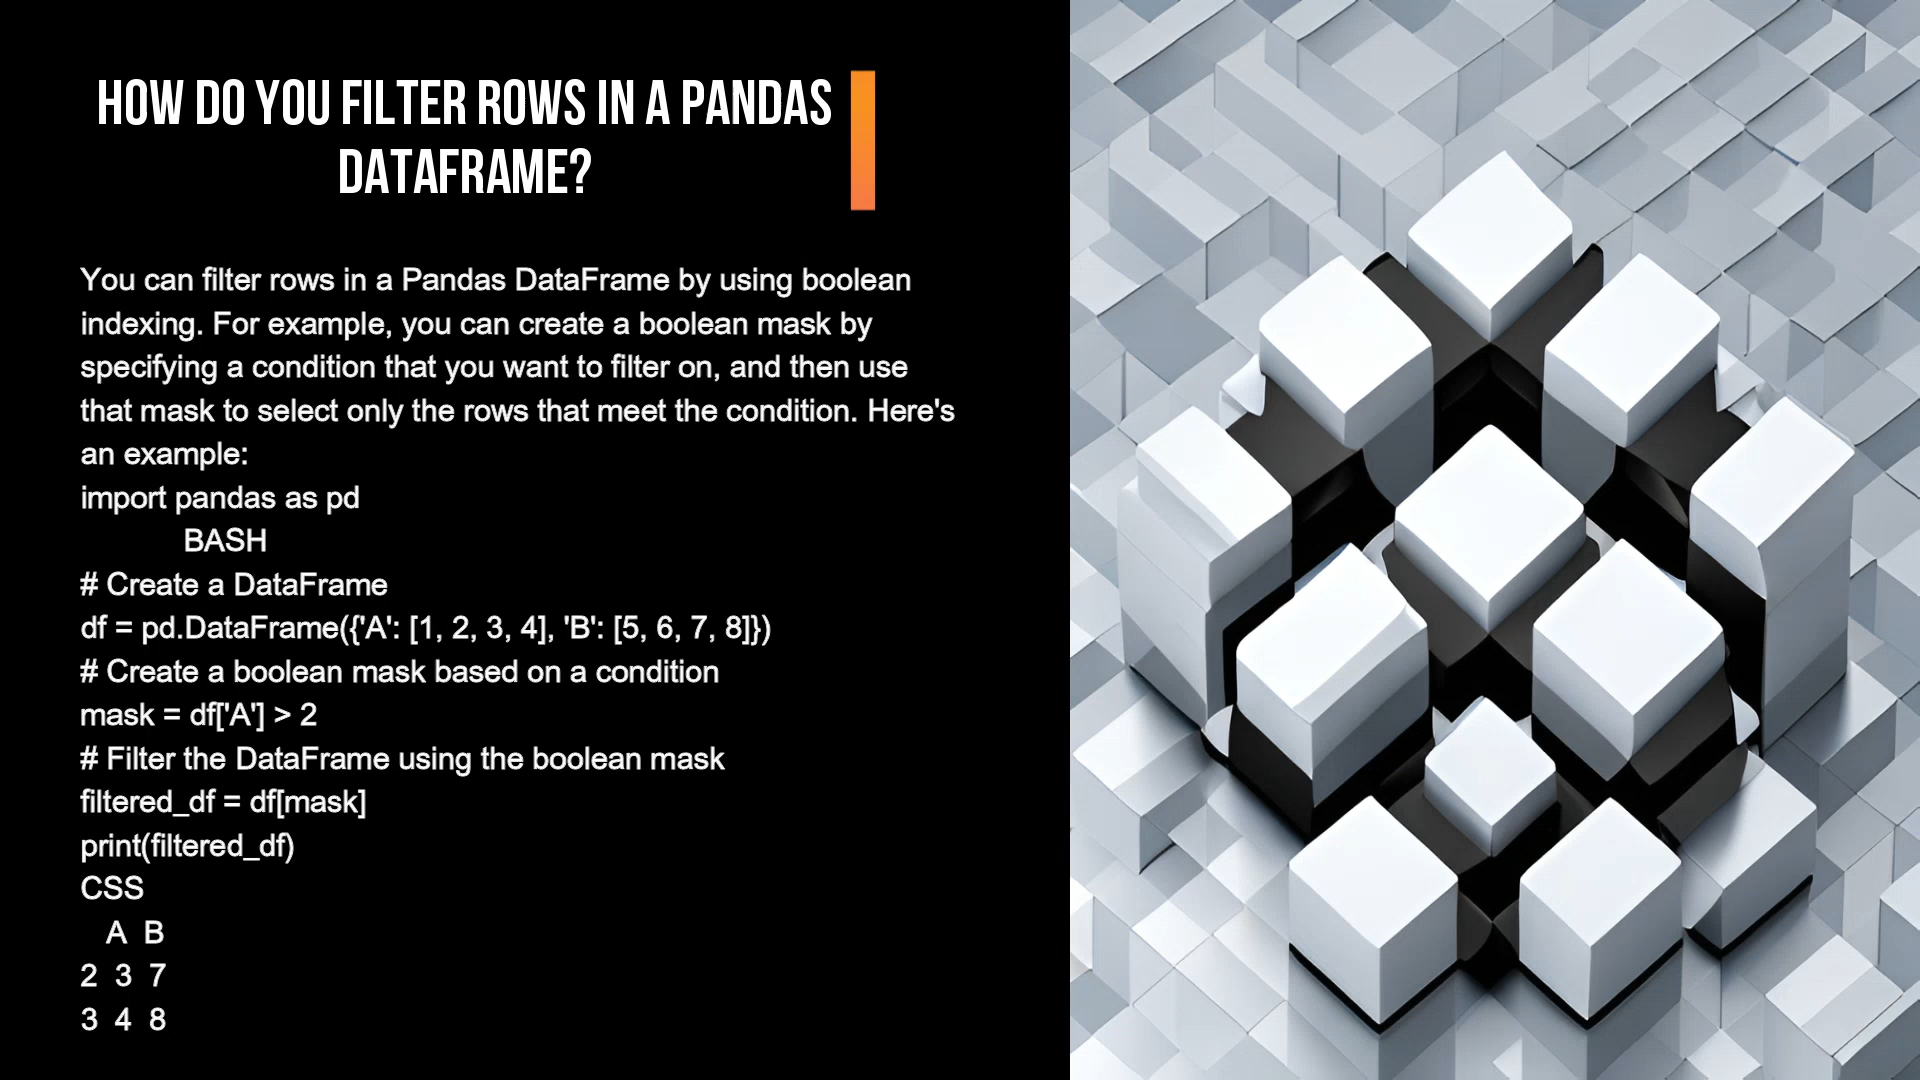 HOW DO YOU FILTER ROWS IN A PANDAS
DATAFRAME?
You can filter rows in a Pandas DataFrame by using boolean
indexing. For example, you can create a boolean mask by
specifying a condition that you want to filter on, and then use
that mask to select only the rows that meet the condition. Here's
an example:
import pandas as pd
BASH
# Create a DataFrame
df = pd.DataFrame({'A': [1, 2, 3, 4], 'B': [5, 6, 7, 8]})
# Create a boolean mask based on a condition
mask = df['A'] > 2
# Filter the DataFrame using the boolean mask
filtered_df = df[mask]
print(filtered_df)
CSS
A B
2 3 7
3 4 8